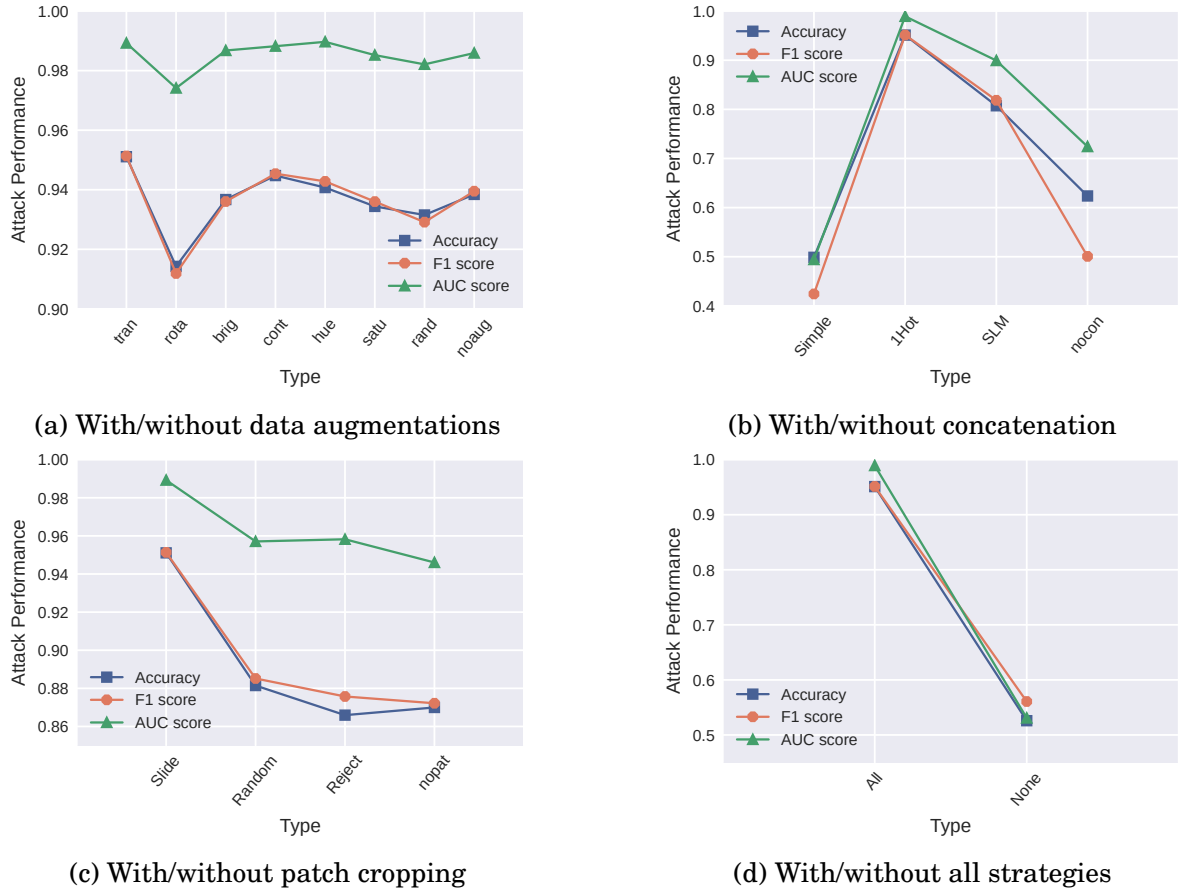 1.00
0.98
0.96
0.94
0.92
0.90
Attack Performance
Accuracy
F1 score
AUC score
tran
rota
brig
cont
hue
satu
rand
noaug
Type
(a) With/without data augmentations
1.0
0.9
0.8
0.7
0.6
0.5
0.4
Attack Performance
Accuracy
F1 score
AUC score
Simple
1Hot
SLM
nocon
Type
(b) With/without concatenation
1.00
0.98
0.96
0.94
0.92
0.90
0.88
0.86
Attack Performance
Accuracy
F1 score
AUC score
Slide
Random
Reject
nopat
Type
(c) With/without patch cropping
1.0
0.9
0.8
0.7
0.6
0.5
Attack Performance
Accuracy
F1 score
AUC score
All
None
Type
(d) With/without all strategies